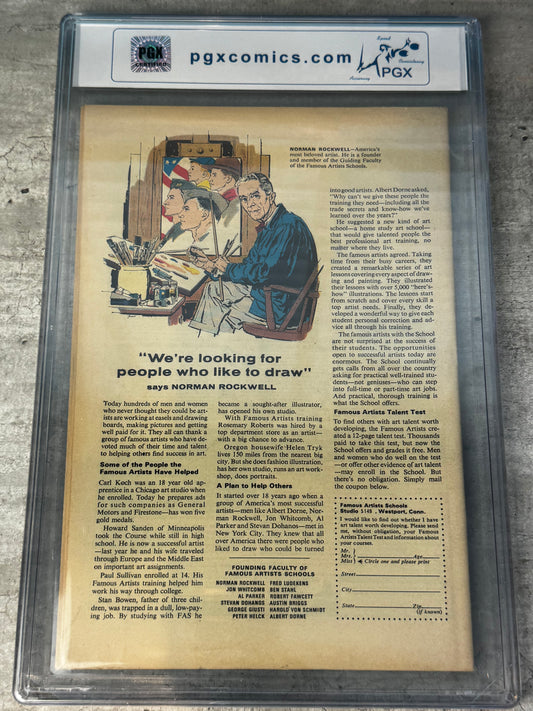 PGX
CERTIFIED
pgxcomics.com
Speed
Consistency
Accuracy
PGX
NORMAN ROCKWELL—America's
most beloved artist. He is a founder
and member of the Guiding Faculty
of the Famous Artists Schools.
"We're looking for
people who like to draw"
says NORMAN ROCKWELL
Today hundreds of men and women
who never thought they could be art-
ists are working at easels and drawing
boards, making pictures and getting
well paid for it. They all can thank a
group of famous artists who have de-
voted much of their time and talent
to helping others find success in art.
Some of the People the
Famous Artists Have Helped
Carl Koch was an 18 year old ap-
prentice in a Chicago art studio when
he enrolled. Today he prepares ads
for such companies as General
Motors and Firestone—has won five
gold medals.
Howard Sanden of Minneapolis
took the Course while still in high
school. He is now a successful artist
—last year he and his wife traveled
through Europe and the Middle East
on important art assignments.
Paul Sullivan enrolled at 14. His
Famous Artists training helped him
work his way through college.
Stan Bowen, father of three chil-
dren, was trapped in a dull, low-pay-
ing job. By studying with FAS he
became a sought-after illustrator,
has opened his own studio.
With Famous Artists training
Rosemary Roberts was hired by a
top department store as an artist—
with a big chance to advance.
Oregon housewife Helen Tryk
lives 150 miles from the nearest big
city. But she does fashion illustration,
has her own studio, runs an art work-
shop, does portraits.
A Plan to Help Others
It started over 18 years ago when a
group of America's most successful
artists—men like Albert Dorne, Nor-
man Rockwell, Jon Whitcomb, Al
Parker and Stevan Dohanos—met in
New York City. They knew that all
over America there were people who
liked to draw who could be turned
FOUNDING FACULTY OF
FAMOUS ARTISTS SCHOOLS
NORMAN ROCKWELL FRED LUDEKENS
JON WHITCOMB BEN STAHL
AL PARKER ROBERT FAWCETT
STEVAN DOHANOS AUSTIN BRIGGS
GEORGE GIUSTI HAROLD VON SCHMIDT
PETER HELCK ALBERT DORNE
into good artists. Albert Dorne asked,
"Why can't we give these people the
training they need—including all the
trade secrets and know-how we've
learned over the years?"
He suggested a new kind of art
school—a home study art school—
that would give talented people the
best professional art training, no
matter where they live.
The famous artists agreed. Taking
time from their busy careers, they
created a remarkable series of art
lessons covering every aspect of draw-
ing and painting. They illustrated
their lessons with over 5,000 "here's-
how" illustrations. The lessons start
from scratch and cover every skill a
top artist needs. Finally, they de-
veloped a wonderful way to give each
student personal correction and ad-
vice all through his training.
The famous artists with the School
are not surprised at the success of
their students. The opportunities
open to successful artists today are
enormous. The School continually
gets calls from all over the country
asking for practical well-trained stu-
dents—not geniuses—who can step
into full-time or part-time art jobs.
And practical, thorough training is
what the School offers.
Famous Artists Talent Test
To find others with art talent worth
developing, the Famous Artists cre-
ated a 12-page talent test. Thousands
paid to take this test, but now the
School offers and grades it free. Men
and women who do well on the test
—or offer other evidence of art talent
—may enroll in the School. But
there's no obligation. Simply mail
the coupon below.
Famous Artists Schools
Studio 5148, Westport, Conn.
I would like to find out whether I have
art talent worth developing. Please send
me, without obligation, your Famous
Artists Talent Test and information about
your courses.
Mr.
Mrs. Age
Miss Circle one and please print
Street
City
State Zip
(if known)